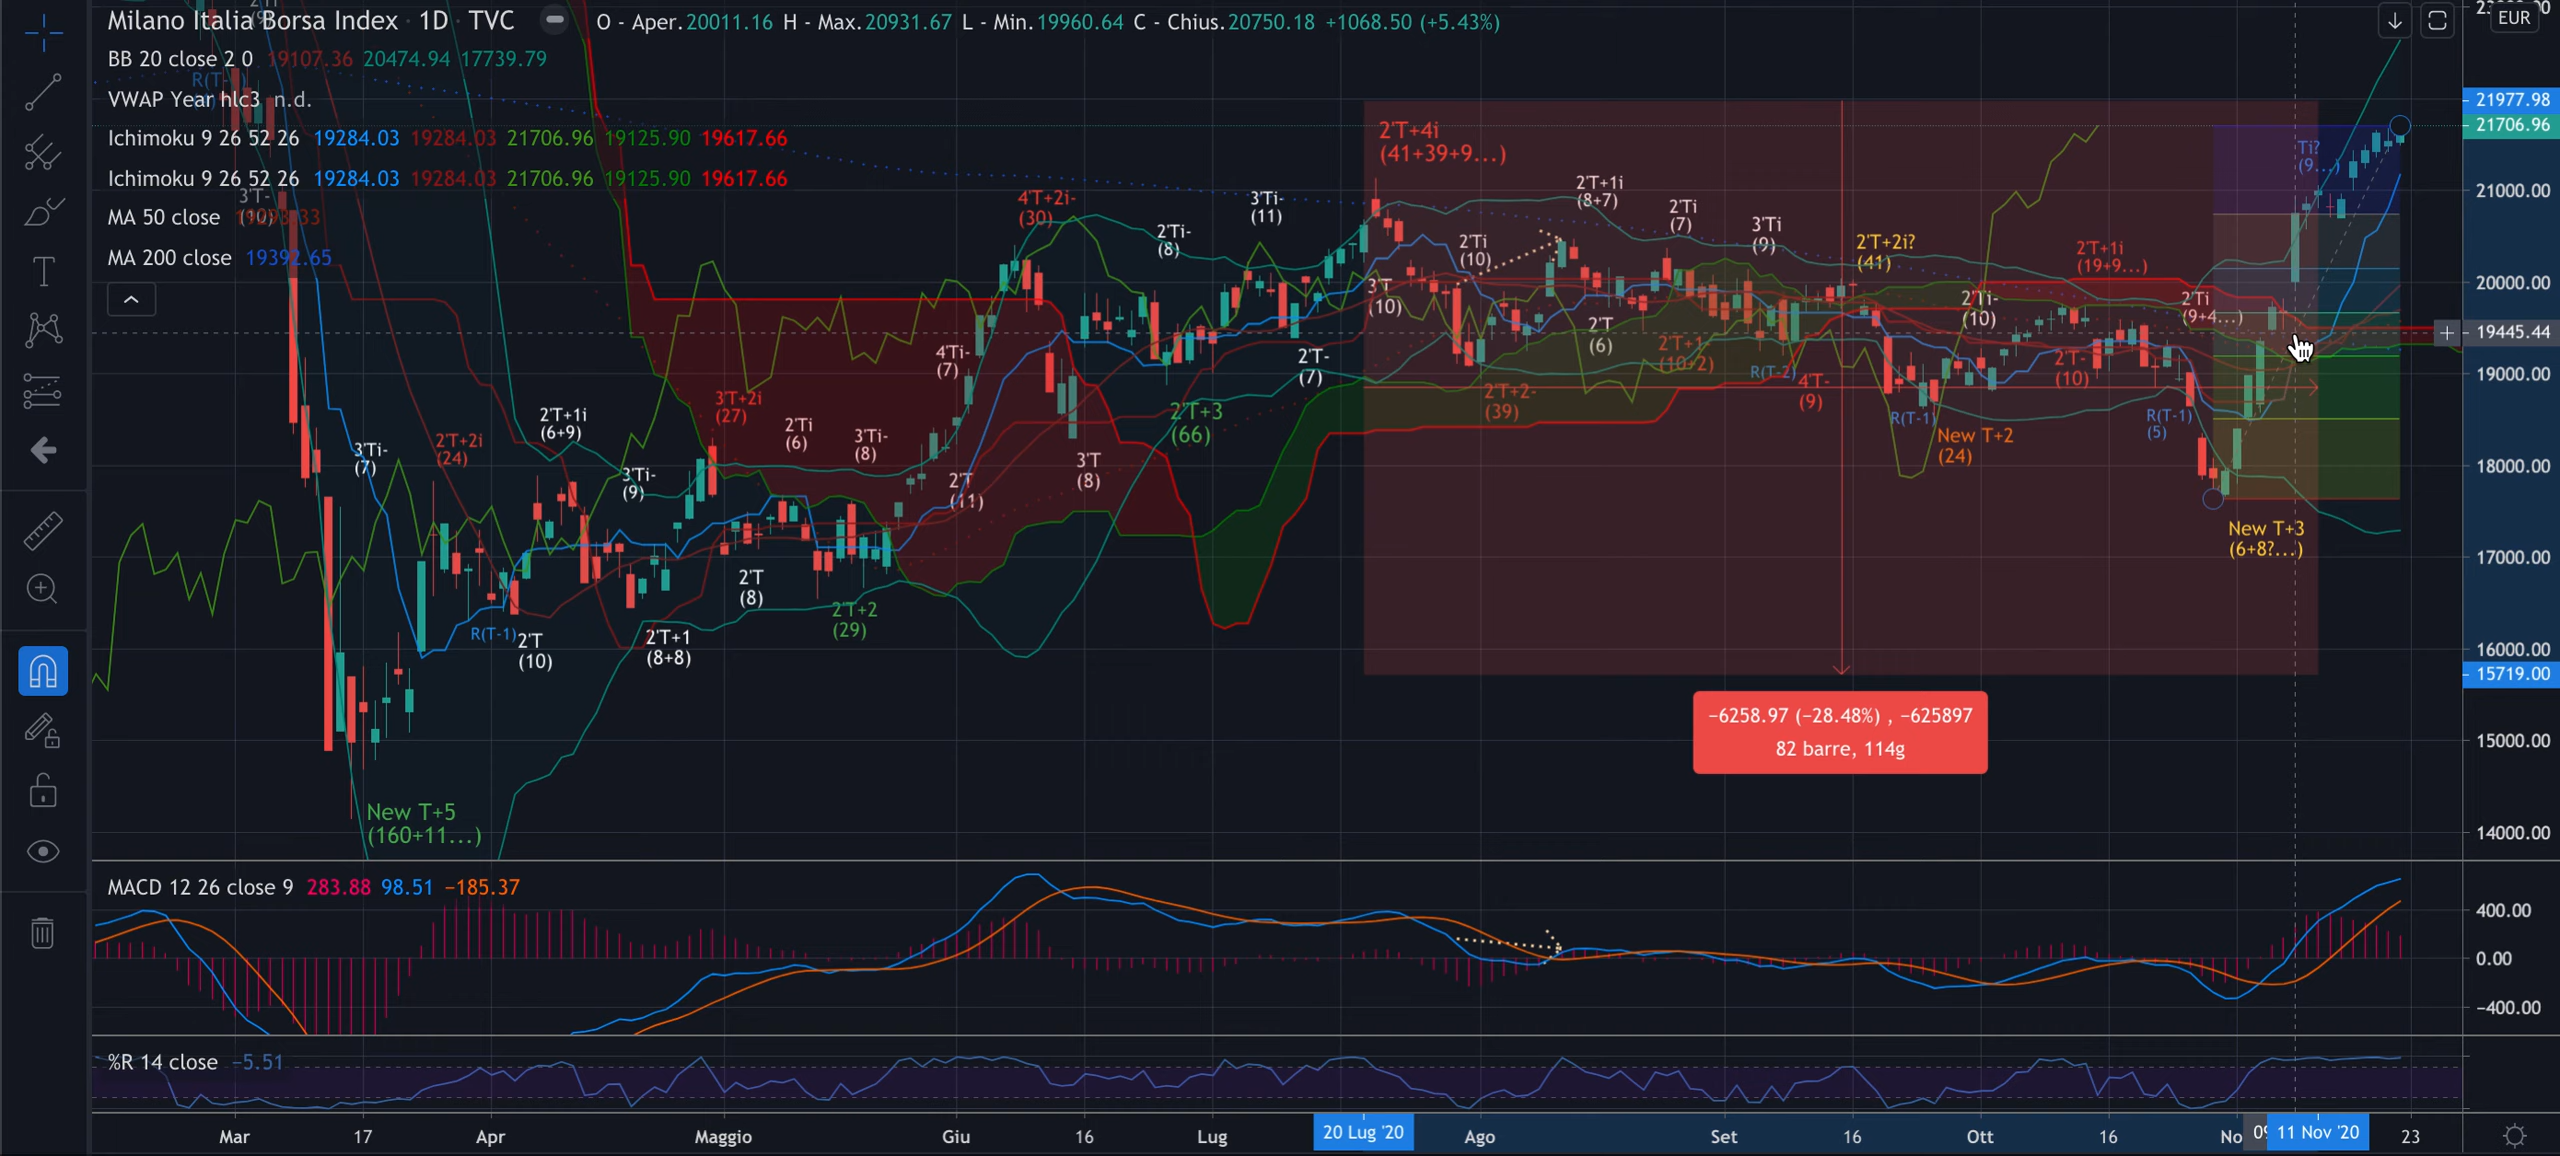 Milano Italia Borsa Index · 1D · TVC
O - Aper.20011.16 H - Max.20931.67 L - Min.19960.64 C - Chius.20750.18 +1068.50 (+5.43%)
EUR
BB 20 close 2 0 19107.36 20474.94 17739.79
VWAP Year hlc3 n.d.
Ichimoku 9 26 52 26 19284.03 19284.03 21706.96 19125.90 19617.66
Ichimoku 9 26 52 26 19284.03 19284.03 21706.96 19125.90 19617.66
MA 50 close
MA 200 close 19392.65
3'T-
(10)
3'Ti-
(7)
2'T+2i
(24)
2'T+1i
(6+9)
3'Ti-
(9)
3'T+2i
(27)
2'Ti
(6)
3'Ti-
(8)
4'Ti-
(7)
4'T+2i-
(30)
2'Ti-
(8)
3'Ti-
(11)
2'T+4i
(41+39+9...)
2'Ti
(10)
2'T+1i
(8+7)
2'Ti
(7)
3'Ti
(9)
2'T+2i?
(41)
2'Ti-
(10)
2'T+1i
(19+9...)
2'Ti
(9+4...)
Ti?
(9...)
R(T-1)
2'T
(10)
2'T+1
(8+8)
2'T
(8)
2'T+2
(29)
2'T
(11)
3'T
(8)
2'T+3
(66)
2'T-
(7)
3'T
(10)
2'T+2-
(39)
2'T
(6)
2'T+1
(10+2)
R(T-2)
4'T-
(9)
R(T-1)
New T+2
(24)
2'T-
(10)
R(T-1)
(5)
New T+3
(6+8?...)
New T+5
(160+11...)
−6258.97 (−28.48%) , −625897
82 barre, 114g
21977.98
21706.96
21000.00
20000.00
19445.44
19000.00
18000.00
17000.00
16000.00
15719.00
15000.00
14000.00
MACD 12 26 close 9 283.88 98.51 −185.37
400.00
0.00
−400.00
%R 14 close −5.51
Mar 17 Apr Maggio Giu 16 Lug 20 Lug '20 Ago Set 16 Ott 16 No 11 Nov '20 23